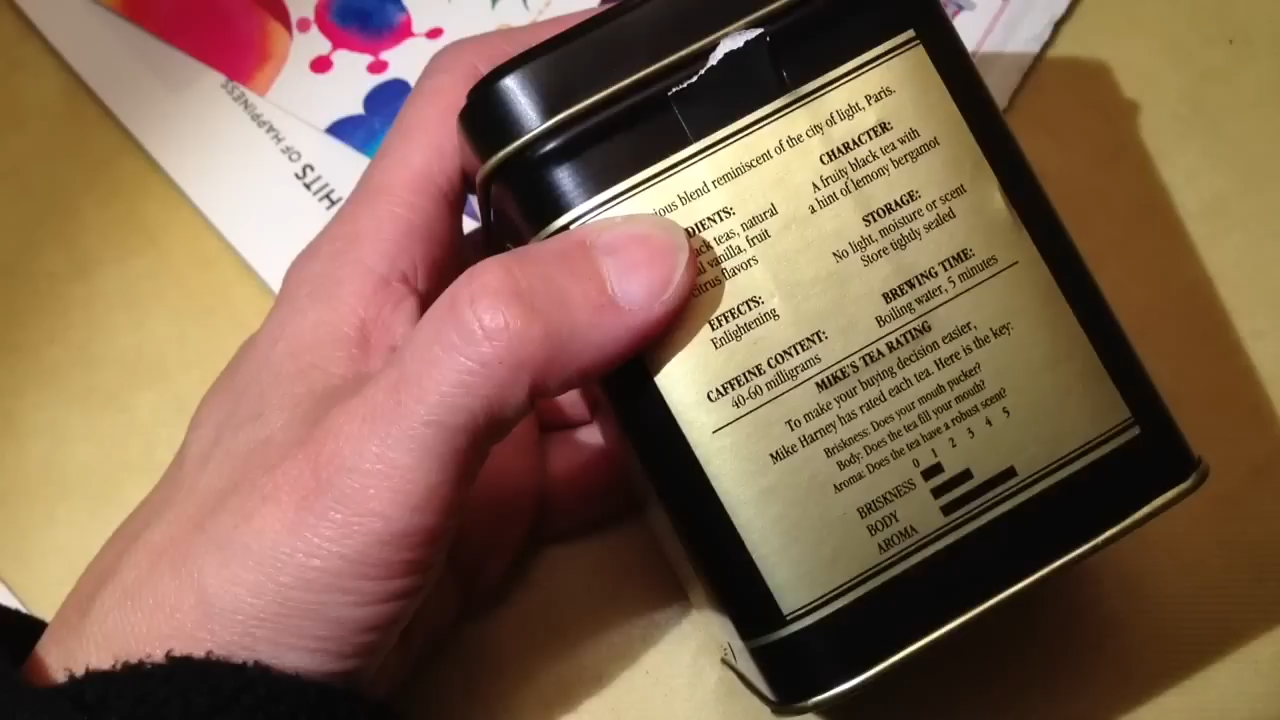 HITS OF HAPPINESS
blend reminiscent of the city of light, Paris.
teas, natural
vanilla, fruit
citrus flavors
EFFECTS:
Enlightening
CAFFEINE CONTENT:
40-60 milligrams
CHARACTER:
A fruity black tea with
a hint of lemony bergamot
STORAGE:
No light, moisture or scent
Store tightly sealed
BREWING TIME:
Boiling water, 5 minutes
MIKE'S TEA RATING
To make your buying decision easier,
Mike Harney has rated each tea. Here is the key:
Briskness: Does your mouth pucker?
Body: Does the tea fill your mouth?
Aroma: Does the tea have a robust scent?
0 1 2 3 4 5
BRISKNESS
BODY
AROMA